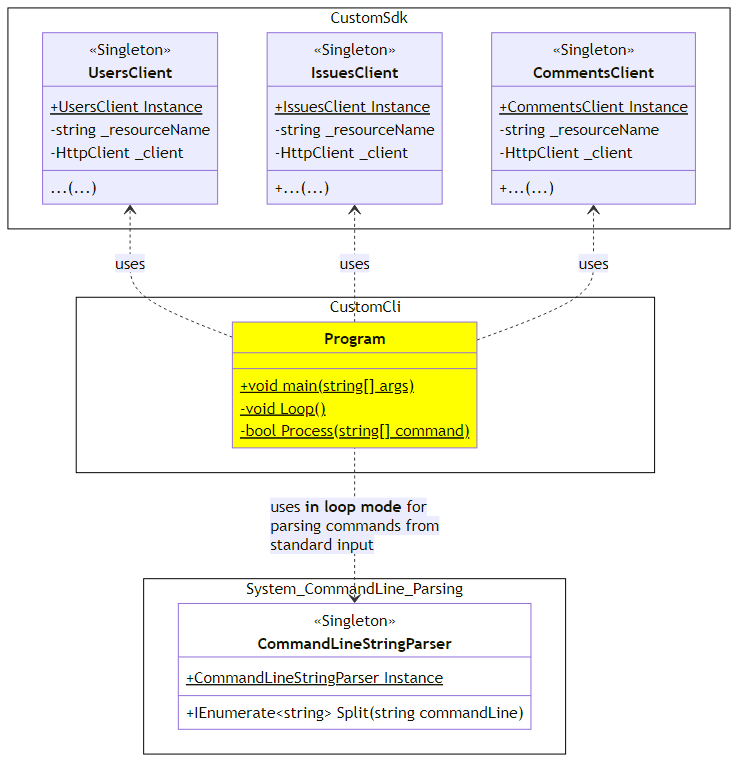 CustomSdk
«Singleton»
UsersClient
+UsersClient Instance
-string _resourceName
-HttpClient _client
...(...)
«Singleton»
IssuesClient
+IssuesClient Instance
-string _resourceName
-HttpClient _client
+...(...)
«Singleton»
CommentsClient
+CommentsClient Instance
-string _resourceName
-HttpClient _client
+...(...)
uses
uses
uses
CustomCli
Program
+void main(string[] args)
-void Loop()
-bool Process(string[] command)
uses in loop mode for
parsing commands from
standard input
System_CommandLine_Parsing
«Singleton»
CommandLineStringParser
+CommandLineStringParser Instance
+IEnumerate<string> Split(string commandLine)